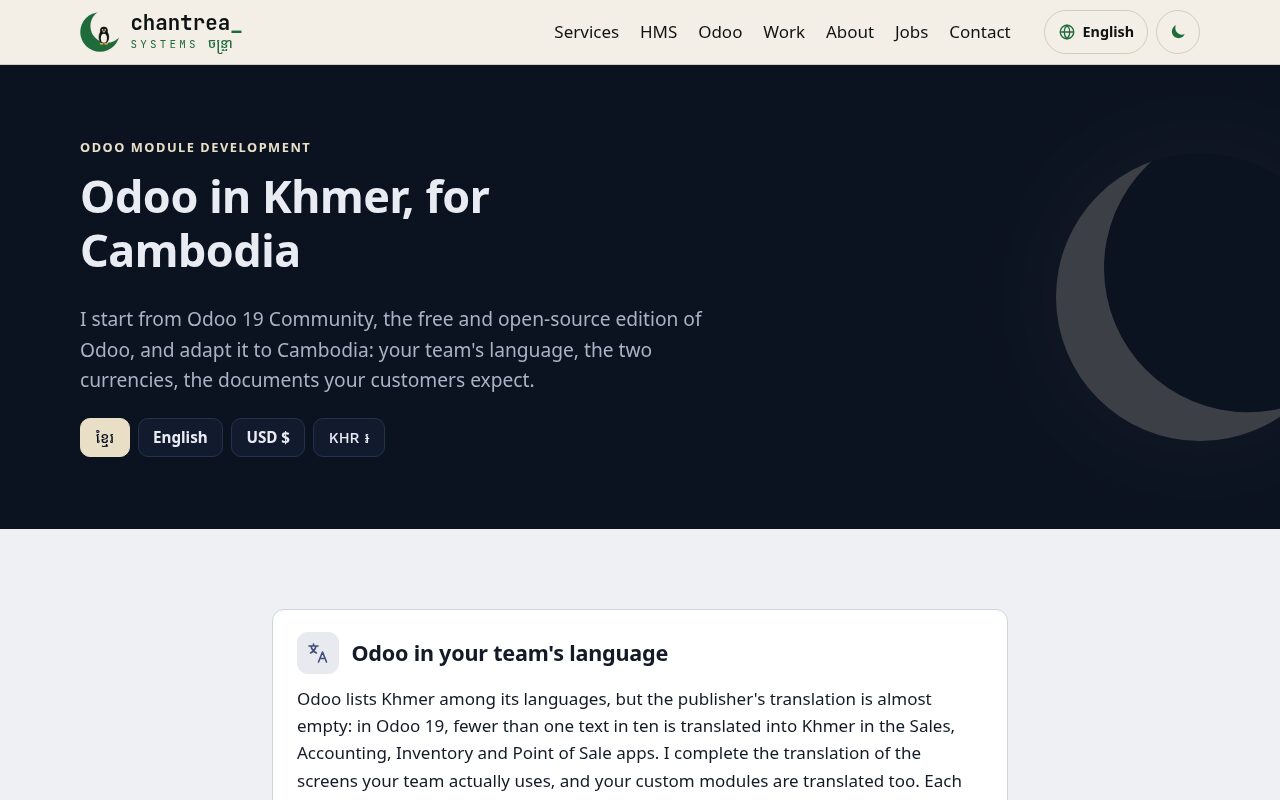 chantrea_
SYSTEMS ចន្ទ្រា
Services HMS Odoo Work About Jobs Contact English
ODOO MODULE DEVELOPMENT
Odoo in Khmer, for
Cambodia
I start from Odoo 19 Community, the free and open-source edition of
Odoo, and adapt it to Cambodia: your team's language, the two
currencies, the documents your customers expect.
ខ្មែរ English USD $ KHR ៛
Odoo in your team's language
Odoo lists Khmer among its languages, but the publisher's translation is almost
empty: in Odoo 19, fewer than one text in ten is translated into Khmer in the Sales,
Accounting, Inventory and Point of Sale apps. I complete the translation of the
screens your team actually uses, and your custom modules are translated too. Each